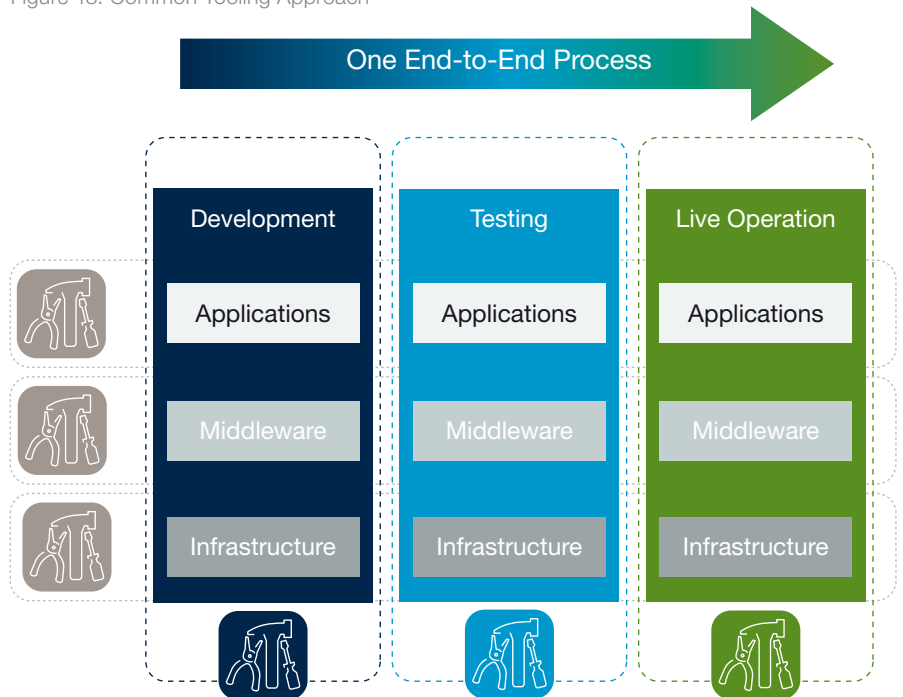 One End-to-End Process
Development
Testing
Live Operation
Applications
Applications
Applications
Middleware
Middleware
Middleware
Infrastructure
Infrastructure
Infrastructure